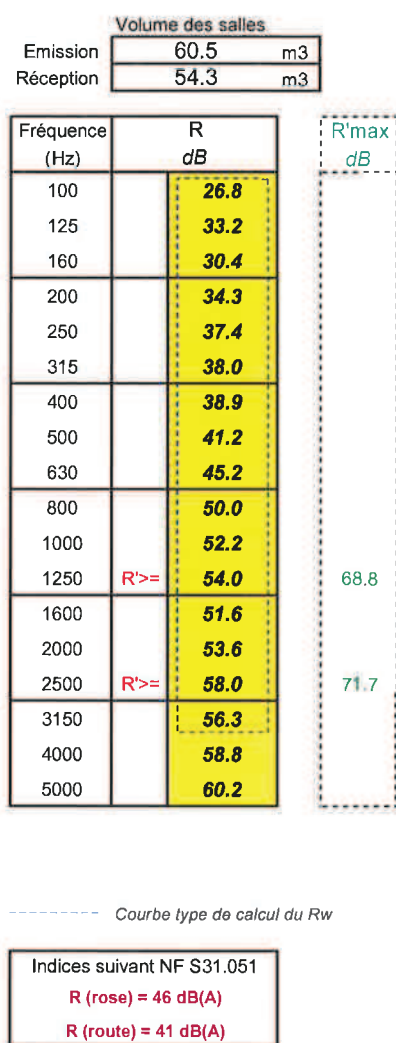 Volume des salles
Emission 60.5 m3
Réception 54.3 m3
Fréquence R R'max
(Hz) dB dB
100 26.8
125 33.2
160 30.4
200 34.3
250 37.4
315 38.0
400 38.9
500 41.2
630 45.2
800 50.0
1000 52.2
1250 R'>= 54.0 68.8
1600 51.6
2000 53.6
2500 R'>= 58.0 71.7
3150 56.3
4000 58.8
5000 60.2
Courbe type de calcul du Rw
Indices suivant NF S31.051
R (rose) = 46 dB(A)
R (route) = 41 dB(A)